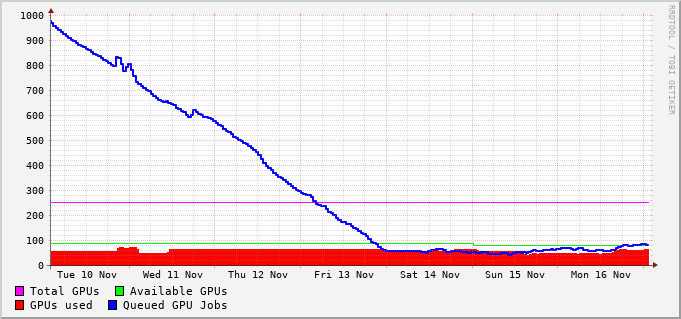 1000
900
800
700
600
500
400
300
200
100
0
Tue 10 Nov Wed 11 Nov Thu 12 Nov Fri 13 Nov Sat 14 Nov Sun 15 Nov Mon 16 Nov
Total GPUs Available GPUs
GPUs used Queued GPU Jobs
RRDTOOL / TOBI OETIKER